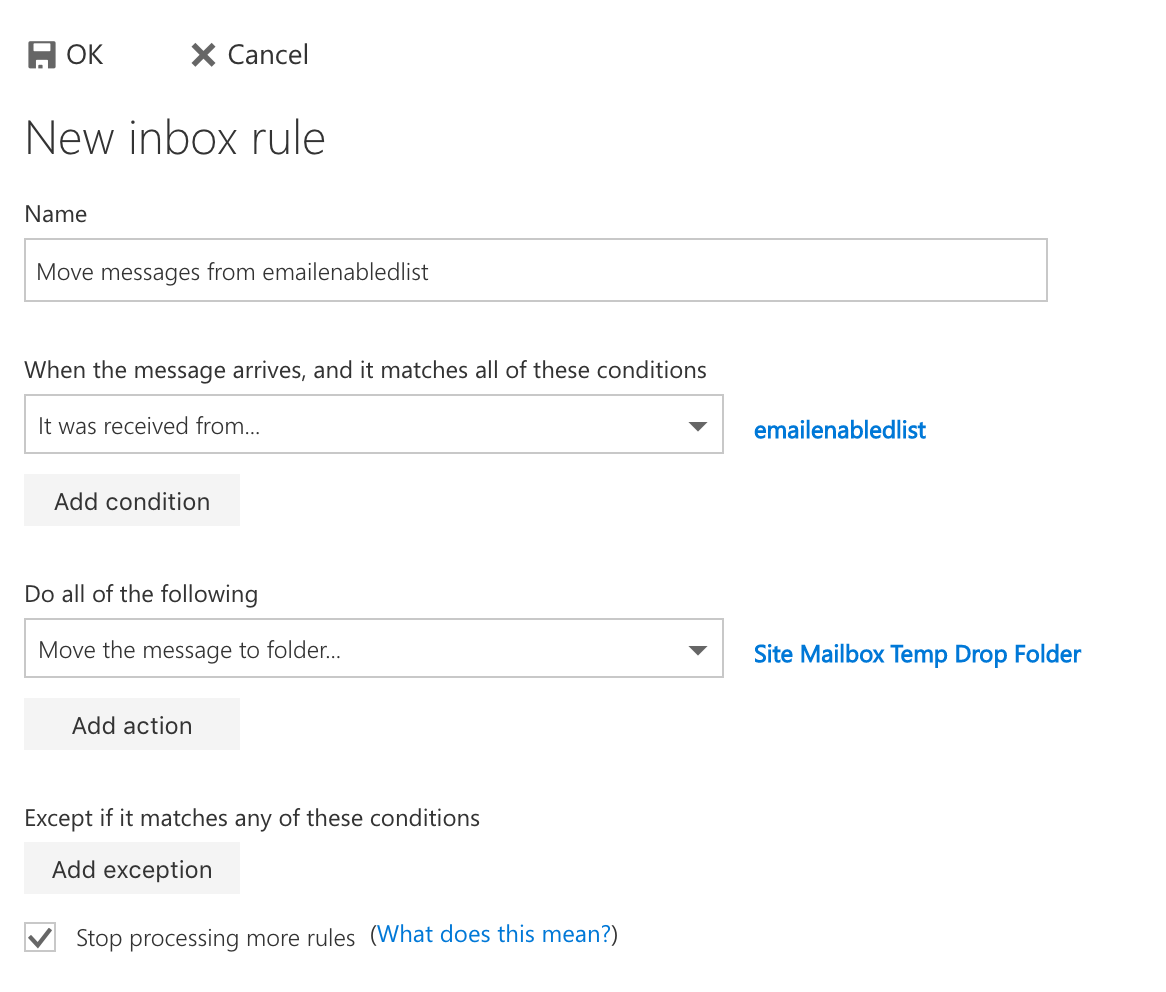 OK Cancel
New inbox rule
Name
Move messages from emailenabledlist
When the message arrives, and it matches all of these conditions
It was received from... emailenabledlist
Add condition
Do all of the following
Move the message to folder... Site Mailbox Temp Drop Folder
Add action
Except if it matches any of these conditions
Add exception
Stop processing more rules (What does this mean?)